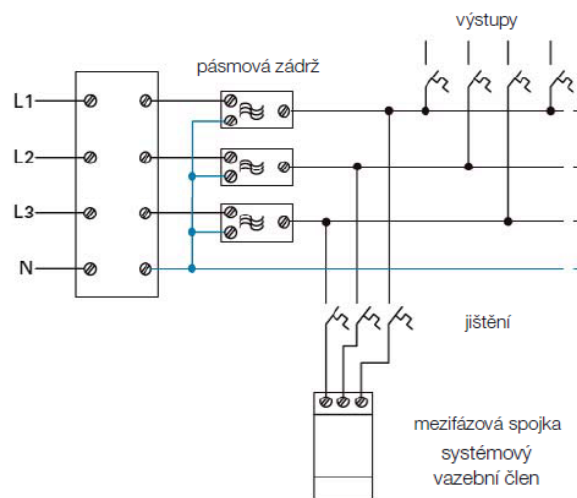 výstupy
pásmová zádrž
L1
L2
L3
N
jištění
mezifázová spojka
systémový
vazební člen